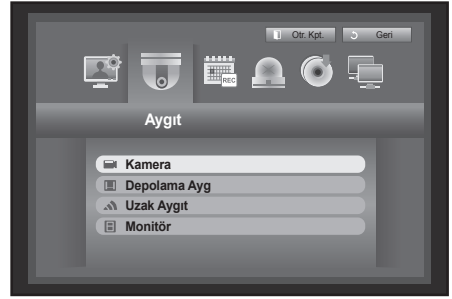 Otr. Kpt. Geri
REC
Aygıt
Kamera
Depolama Ayg
Uzak Aygıt
Monitör